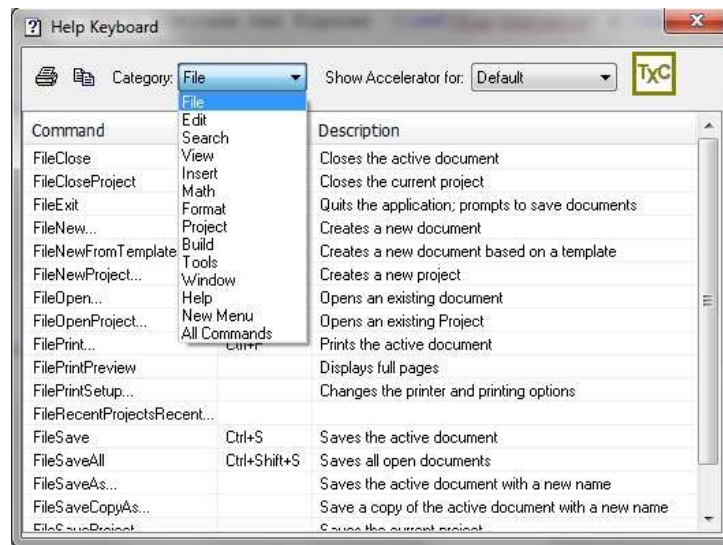 Help Keyboard
Category: File Show Accelerator for: Default TXC
File
Edit
Search
View
Insert
Math
Format
Project
Build
Tools
Window
Help
New Menu
All Commands
Command Description
FileClose Closes the active document
FileCloseProject Closes the current project
FileExit Quits the application; prompts to save documents
FileNew... Creates a new document
FileNewFromTemplate Creates a new document based on a template
FileNewProject... Creates a new project
FileOpen... Opens an existing document
FileOpenProject... Opens an existing Project
FilePrint... Prints the active document
FilePrintPreview Displays full pages
FilePrintSetup... Changes the printer and printing options
FileRecentProjectsRecent...
FileSave Ctrl+S Saves the active document
FileSaveAll Ctrl+Shift+S Saves all open documents
FileSaveAs... Saves the active document with a new name
FileSaveCopyAs... Save a copy of the active document with a new name
FileSaveProject Saves the current project